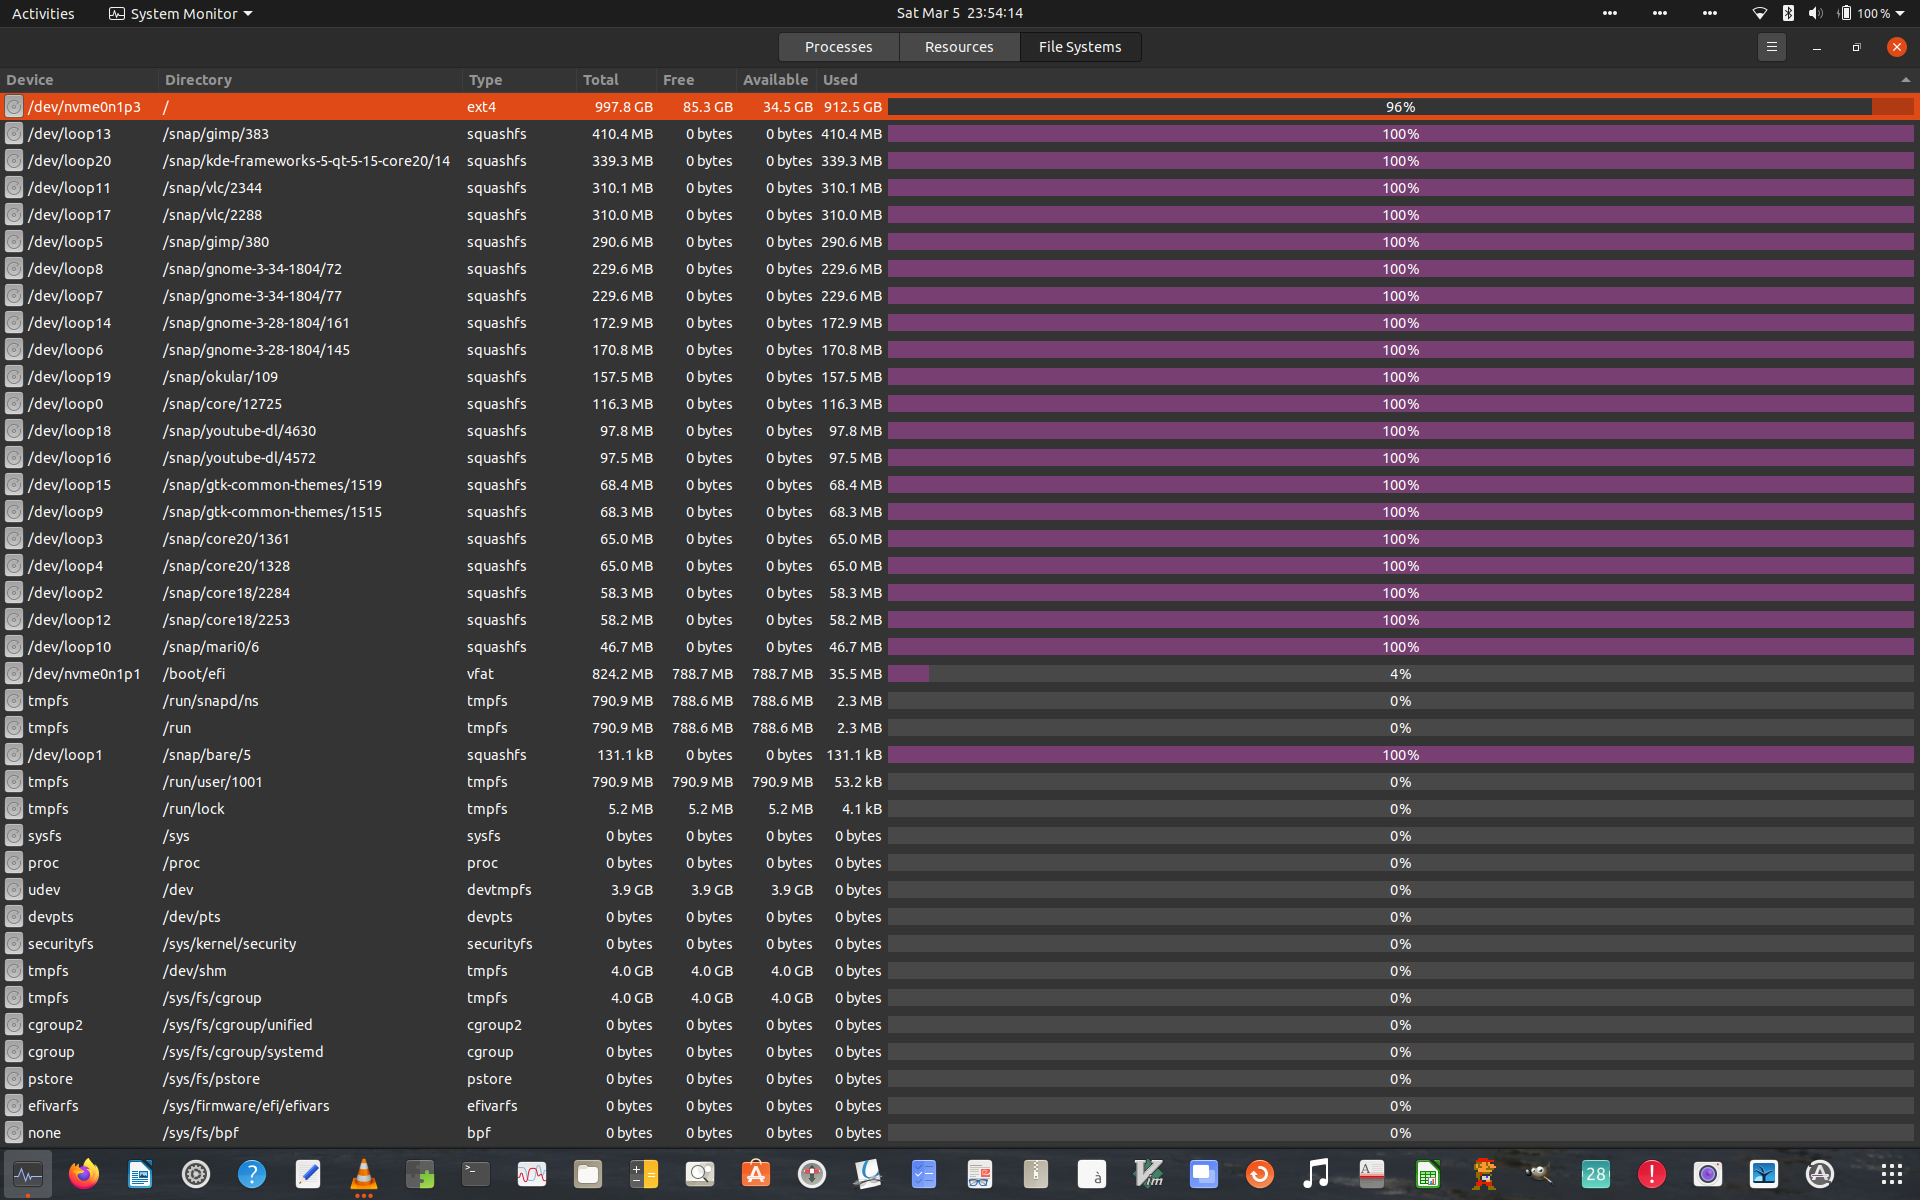 Activities System Monitor Sat Mar 5 23:54:14 100 %
Processes Resources File Systems
Device Directory Type Total Free Available Used
/dev/nvme0n1p3 / ext4 997.8 GB 85.3 GB 34.5 GB 912.5 GB 96%
/dev/loop13 /snap/gimp/383 squashfs 410.4 MB 0 bytes 0 bytes 410.4 MB 100%
/dev/loop20 /snap/kde-frameworks-5-qt-5-15-core20/14 squashfs 339.3 MB 0 bytes 0 bytes 339.3 MB 100%
/dev/loop11 /snap/vlc/2344 squashfs 310.1 MB 0 bytes 0 bytes 310.1 MB 100%
/dev/loop17 /snap/vlc/2288 squashfs 310.0 MB 0 bytes 0 bytes 310.0 MB 100%
/dev/loop5 /snap/gimp/380 squashfs 290.6 MB 0 bytes 0 bytes 290.6 MB 100%
/dev/loop8 /snap/gnome-3-34-1804/72 squashfs 229.6 MB 0 bytes 0 bytes 229.6 MB 100%
/dev/loop7 /snap/gnome-3-34-1804/77 squashfs 229.6 MB 0 bytes 0 bytes 229.6 MB 100%
/dev/loop14 /snap/gnome-3-28-1804/161 squashfs 172.9 MB 0 bytes 0 bytes 172.9 MB 100%
/dev/loop6 /snap/gnome-3-28-1804/145 squashfs 170.8 MB 0 bytes 0 bytes 170.8 MB 100%
/dev/loop19 /snap/okular/109 squashfs 157.5 MB 0 bytes 0 bytes 157.5 MB 100%
/dev/loop0 /snap/core/12725 squashfs 116.3 MB 0 bytes 0 bytes 116.3 MB 100%
/dev/loop18 /snap/youtube-dl/4630 squashfs 97.8 MB 0 bytes 0 bytes 97.8 MB 100%
/dev/loop16 /snap/youtube-dl/4572 squashfs 97.5 MB 0 bytes 0 bytes 97.5 MB 100%
/dev/loop15 /snap/gtk-common-themes/1519 squashfs 68.4 MB 0 bytes 0 bytes 68.4 MB 100%
/dev/loop9 /snap/gtk-common-themes/1515 squashfs 68.3 MB 0 bytes 0 bytes 68.3 MB 100%
/dev/loop3 /snap/core20/1361 squashfs 65.0 MB 0 bytes 0 bytes 65.0 MB 100%
/dev/loop4 /snap/core20/1328 squashfs 65.0 MB 0 bytes 0 bytes 65.0 MB 100%
/dev/loop2 /snap/core18/2284 squashfs 58.3 MB 0 bytes 0 bytes 58.3 MB 100%
/dev/loop12 /snap/core18/2253 squashfs 58.2 MB 0 bytes 0 bytes 58.2 MB 100%
/dev/loop10 /snap/mari0/6 squashfs 46.7 MB 0 bytes 0 bytes 46.7 MB 100%
/dev/nvme0n1p1 /boot/efi vfat 824.2 MB 788.7 MB 788.7 MB 35.5 MB 4%
tmpfs /run/snapd/ns tmpfs 790.9 MB 788.6 MB 788.6 MB 2.3 MB 0%
tmpfs /run tmpfs 790.9 MB 788.6 MB 788.6 MB 2.3 MB 0%
/dev/loop1 /snap/bare/5 squashfs 131.1 kB 0 bytes 0 bytes 131.1 kB 100%
tmpfs /run/user/1001 tmpfs 790.9 MB 790.9 MB 790.9 MB 53.2 kB 0%
tmpfs /run/lock tmpfs 5.2 MB 5.2 MB 5.2 MB 4.1 kB 0%
sysfs /sys sysfs 0 bytes 0 bytes 0 bytes 0 bytes 0%
proc /proc proc 0 bytes 0 bytes 0 bytes 0 bytes 0%
udev /dev devtmpfs 3.9 GB 3.9 GB 3.9 GB 0 bytes 0%
devpts /dev/pts devpts 0 bytes 0 bytes 0 bytes 0 bytes 0%
securityfs /sys/kernel/security securityfs 0 bytes 0 bytes 0 bytes 0 bytes 0%
tmpfs /dev/shm tmpfs 4.0 GB 4.0 GB 4.0 GB 0 bytes 0%
tmpfs /sys/fs/cgroup tmpfs 4.0 GB 4.0 GB 4.0 GB 0 bytes 0%
cgroup2 /sys/fs/cgroup/unified cgroup2 0 bytes 0 bytes 0 bytes 0 bytes 0%
cgroup /sys/fs/cgroup/systemd cgroup 0 bytes 0 bytes 0 bytes 0 bytes 0%
pstore /sys/fs/pstore pstore 0 bytes 0 bytes 0 bytes 0 bytes 0%
efivarfs /sys/firmware/efi/efivars efivarfs 0 bytes 0 bytes 0 bytes 0 bytes 0%
none /sys/fs/bpf bpf 0 bytes 0 bytes 0 bytes 0 bytes 0%
? à Vim A 28 !